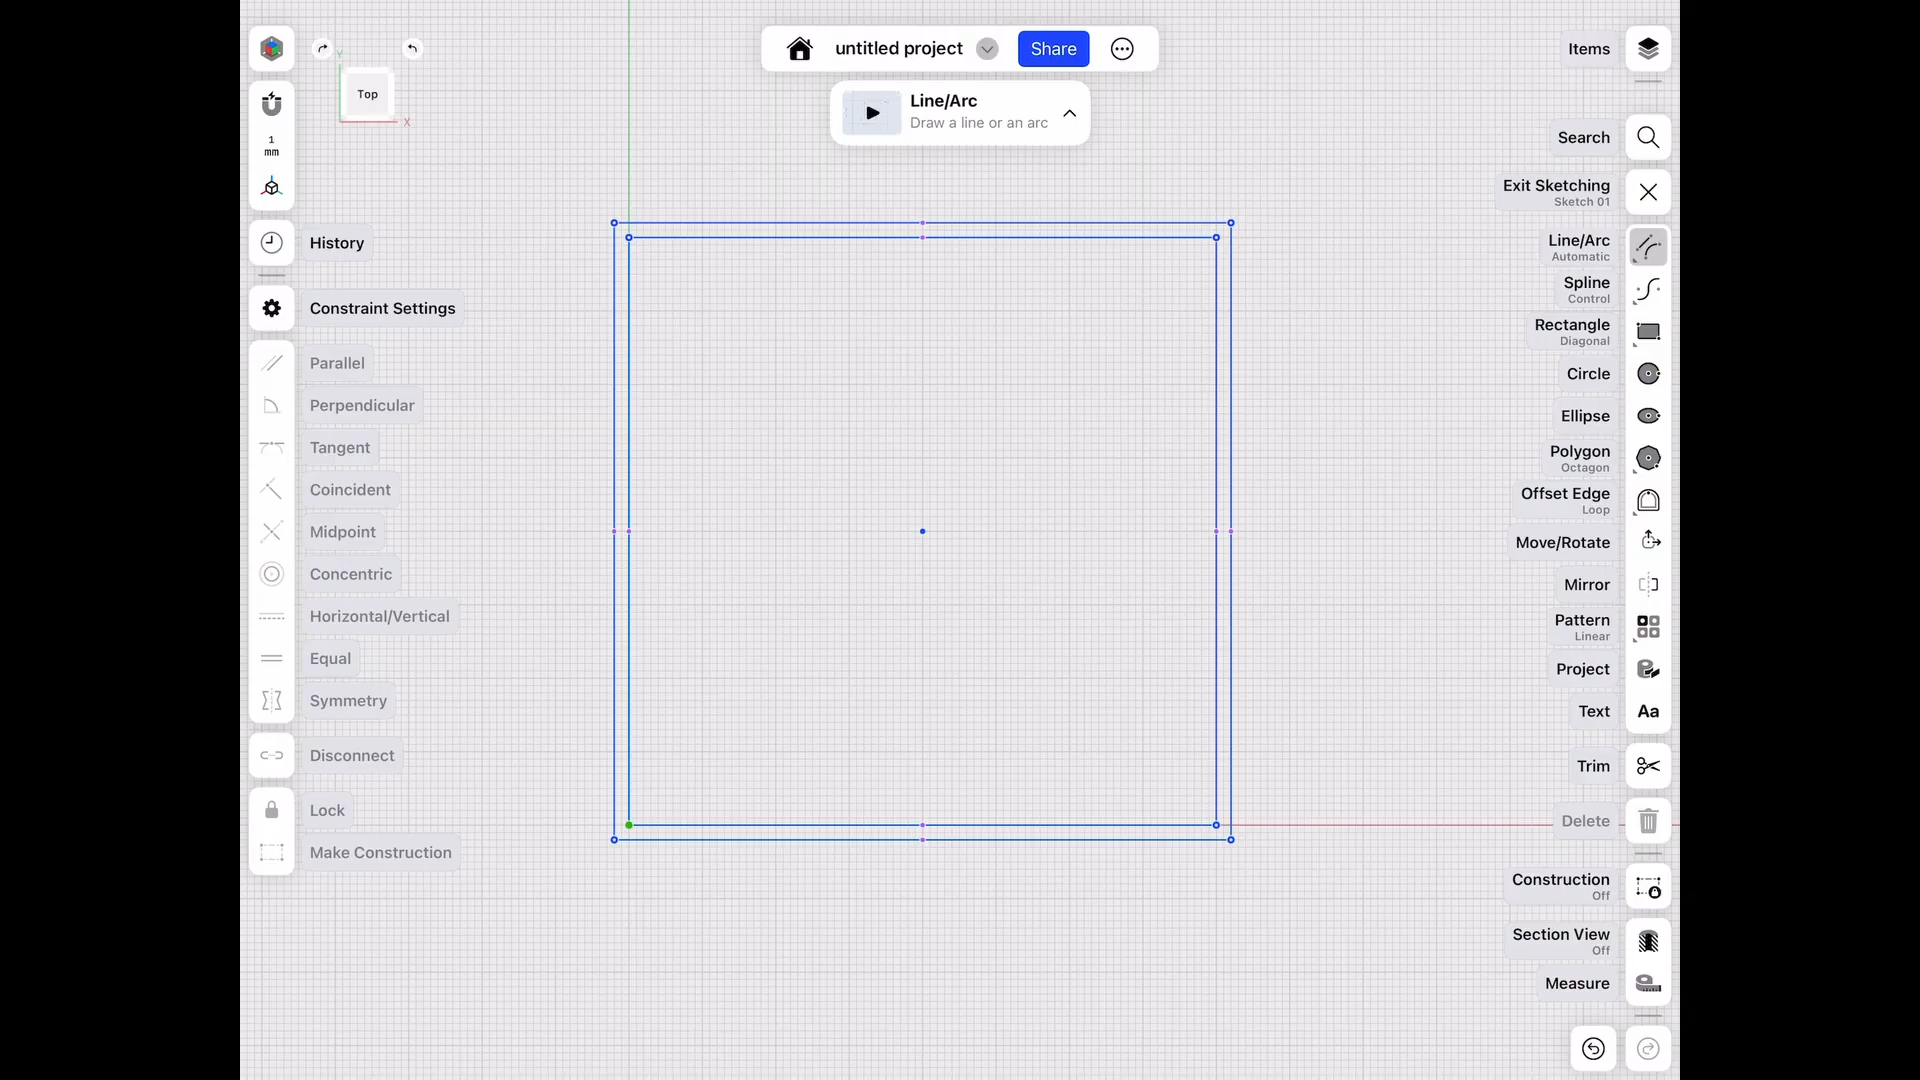 untitled project
Share
Items
Y
Top
X
Line/Arc
Draw a line or an arc
1
mm
Search
Exit Sketching
Sketch 01
History
Line/Arc
Automatic
Spline
Control
Constraint Settings
Rectangle
Diagonal
Parallel
Circle
Perpendicular
Ellipse
Tangent
Polygon
Octagon
Coincident
Offset Edge
Loop
Midpoint
Move/Rotate
Concentric
Mirror
Horizontal/Vertical
Pattern
Linear
Equal
Project
Symmetry
Text
Aa
Disconnect
Trim
Lock
Delete
Make Construction
Construction
Off
Section View
Off
Measure